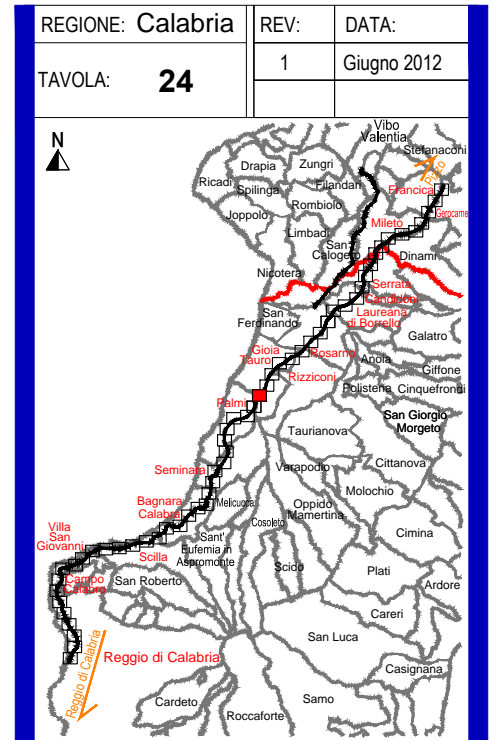 REGIONE: Calabria
REV:
DATA:
TAVOLA: 24
1
Giugno 2012
N
Vibo
Valentia
Stefanaconi
Pizzo
Drapia
Zungri
Ricadi
Spilinga
Filandari
Francica
Rombiolo
Joppolo
Gerocarne
Mileto
Limbadi
San
Calogero
Dinami
Nicotera
Serrata
Candidoni
San
Ferdinando
Laureana
di Borrello
Galatro
Gioia
Tauro
Rosarno
Anoia
Giffone
Rizziconi
Polistena
Cinquefrondi
Palmi
San Giorgio
Morgeto
Taurianova
Seminara
Varapodio
Cittanova
Molochio
Bagnara
Calabra
Melicuccà
Oppido
Mamertina
Cosoleto
Villa
San
Giovanni
Cimina
Sant'
Eufemia in
Aspromonte
Scilla
Scido
Plati
Campo
Calabro
San Roberto
Ardore
Careri
San Luca
Reggio di Calabria
Reggio di Calabria
Casignana
Cardeto
Samo
Roccaforte